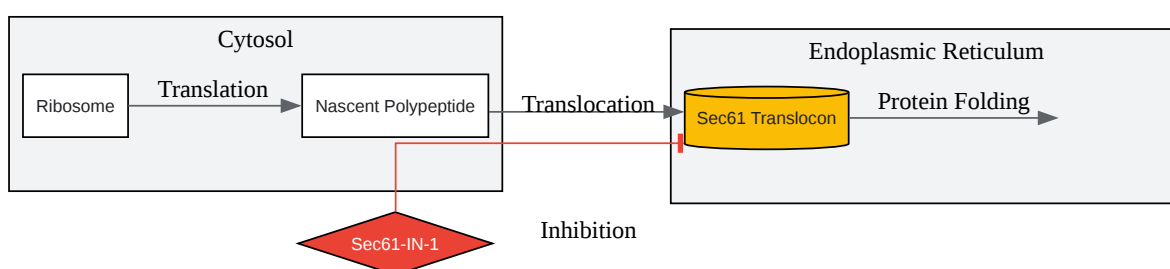 Cytosol
Endoplasmic Reticulum
Ribosome
Translation
Nascent Polypeptide
Translocation
Sec61 Translocon
Protein Folding
Sec61-IN-1
Inhibition